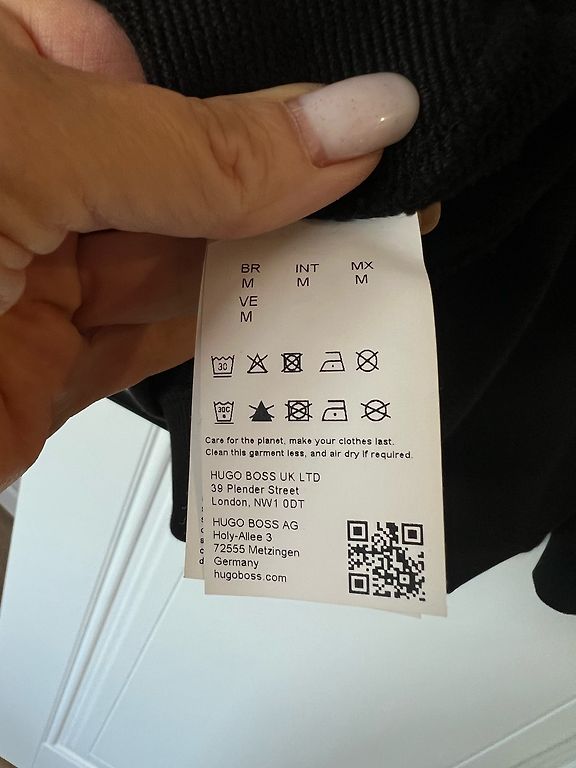 BR INT MX
M M M
VE
M
30
30C
Care for the planet, make your clothes last.
Clean this garment less, and air dry if required.
HUGO BOSS UK LTD
39 Plender Street
London, NW1 0DT
HUGO BOSS AG
Holy-Allee 3
72555 Metzingen
Germany
hugoboss.com